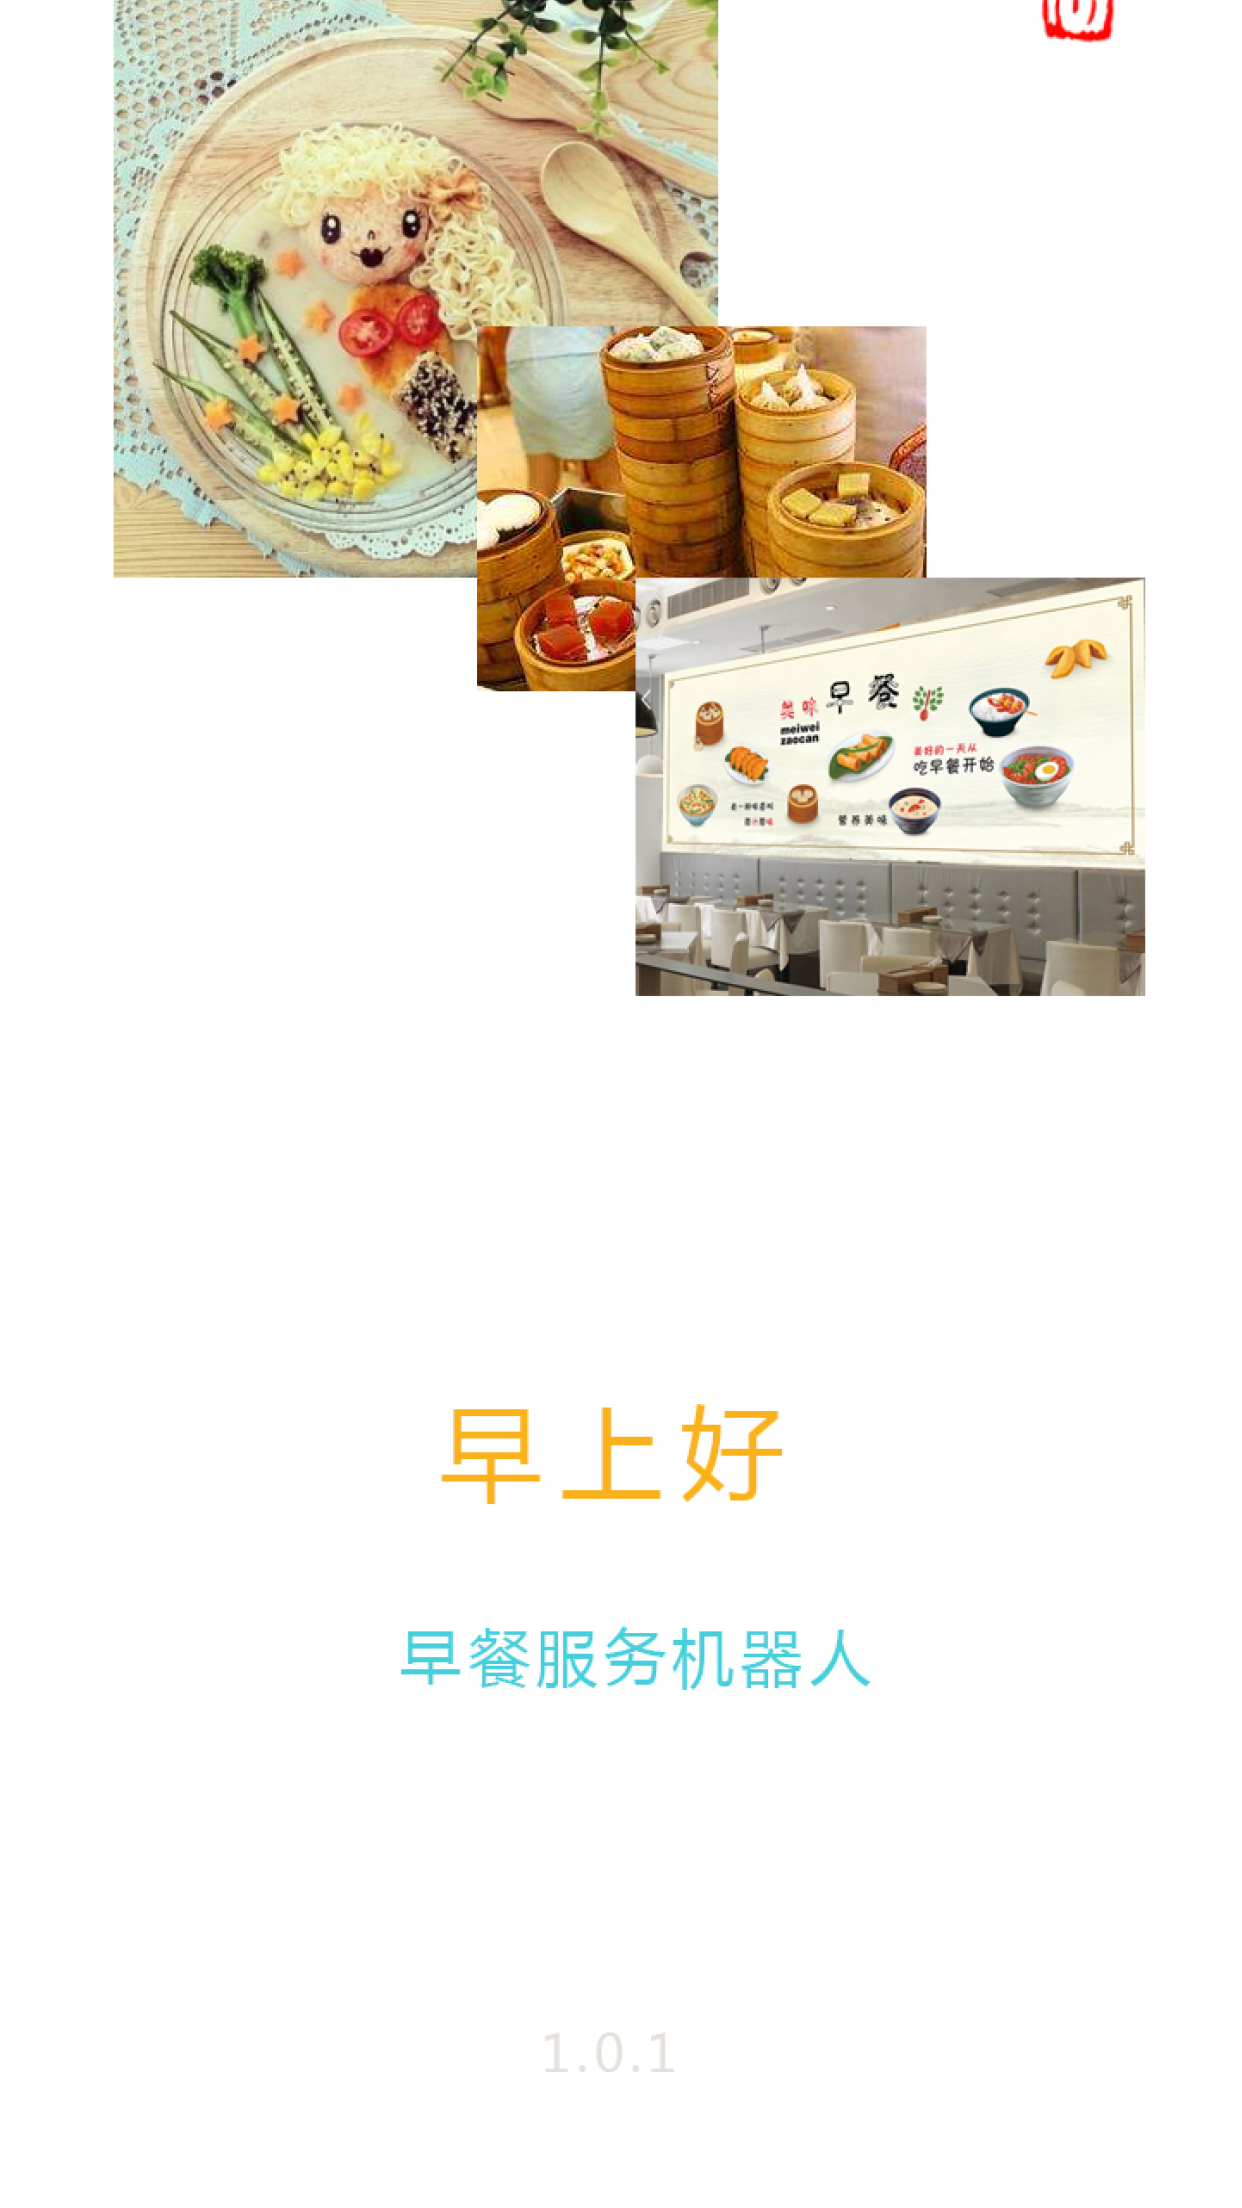 美味 早餐
meiwei
zaocan
美好的一天从
吃早餐开始
营养美味
早上好
早餐服务机器人
1.0.1